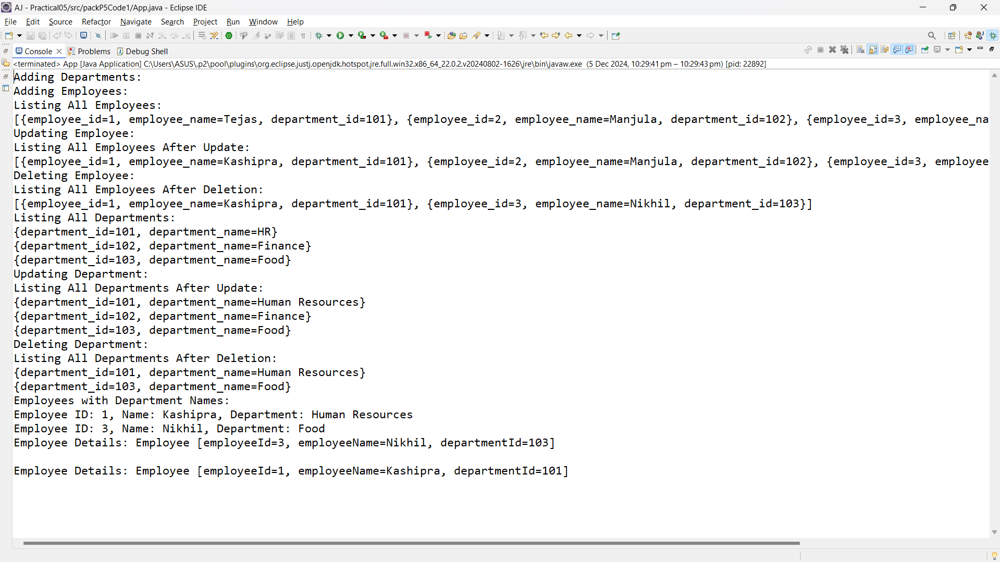 AJ - Practical05/src/packP5Code1/App.java - Eclipse IDE
File Edit Source Refactor Navigate Search Project Run Window Help
Console Problems Debug Shell
<terminated> App [Java Application] C:\Users\ASUS\.p2\pool\plugins\org.eclipse.justj.openjdk.hotspot.jre.full.win32.x86_64_22.0.2.v20240802-1626\jre\bin\javaw.exe (5 Dec 2024, 10:29:41 pm – 10:29:43 pm) [pid: 22892]
Adding Departments:
Adding Employees:
Listing All Employees:
[{employee_id=1, employee_name=Tejas, department_id=101}, {employee_id=2, employee_name=Manjula, department_id=102}, {employee_id=3, employee_na
Updating Employee:
Listing All Employees After Update:
[{employee_id=1, employee_name=Kashipra, department_id=101}, {employee_id=2, employee_name=Manjula, department_id=102}, {employee_id=3, employee
Deleting Employee:
Listing All Employees After Deletion:
[{employee_id=1, employee_name=Kashipra, department_id=101}, {employee_id=3, employee_name=Nikhil, department_id=103}]
Listing All Departments:
{department_id=101, department_name=HR}
{department_id=102, department_name=Finance}
{department_id=103, department_name=Food}
Updating Department:
Listing All Departments After Update:
{department_id=101, department_name=Human Resources}
{department_id=102, department_name=Finance}
{department_id=103, department_name=Food}
Deleting Department:
Listing All Departments After Deletion:
{department_id=101, department_name=Human Resources}
{department_id=103, department_name=Food}
Employees with Department Names:
Employee ID: 1, Name: Kashipra, Department: Human Resources
Employee ID: 3, Name: Nikhil, Department: Food
Employee Details: Employee [employeeId=3, employeeName=Nikhil, departmentId=103]
Employee Details: Employee [employeeId=1, employeeName=Kashipra, departmentId=101]